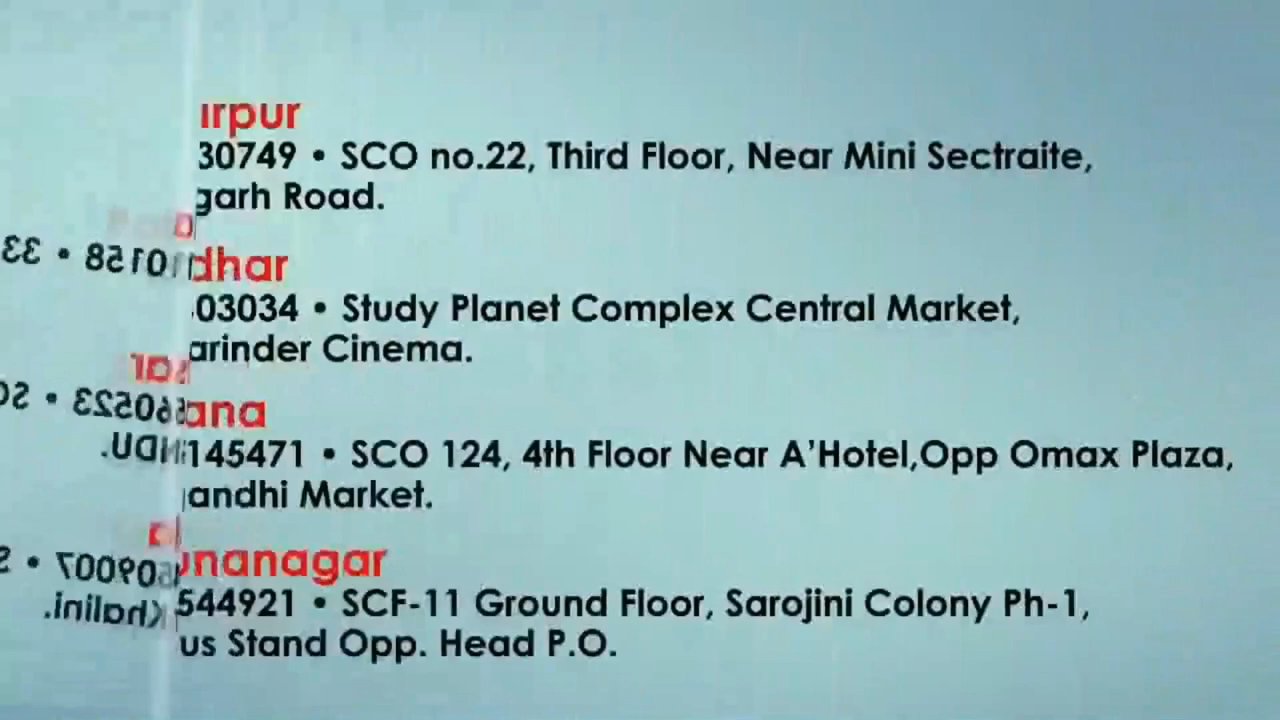 irpur
30749 • SCO no.22, Third Floor, Near Mini Sectraite,
garh Road.
dhar
03034 • Study Planet Complex Central Market,
arinder Cinema.
ana
145471 • SCO 124, 4th Floor Near A'Hotel,Opp Omax Plaza,
andhi Market.
nanagar
544921 • SCF-11 Ground Floor, Sarojini Colony Ph-1,
us Stand Opp. Head P.O.